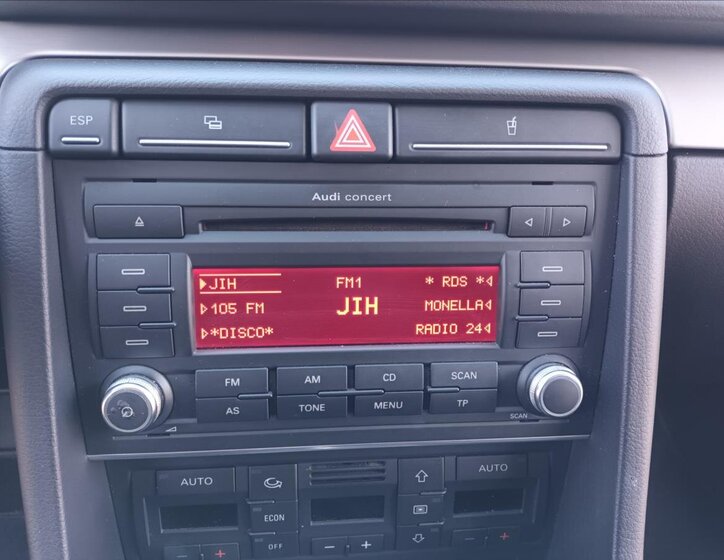 ESP
Audi concert
JIH FM1 * RDS *
105 FM JIH MONELLA
*DISCO* RADIO 24
FM AM CD SCAN
AS TONE MENU TP
SCAN
AUTO AUTO
ECON
OFF
− + − + − +